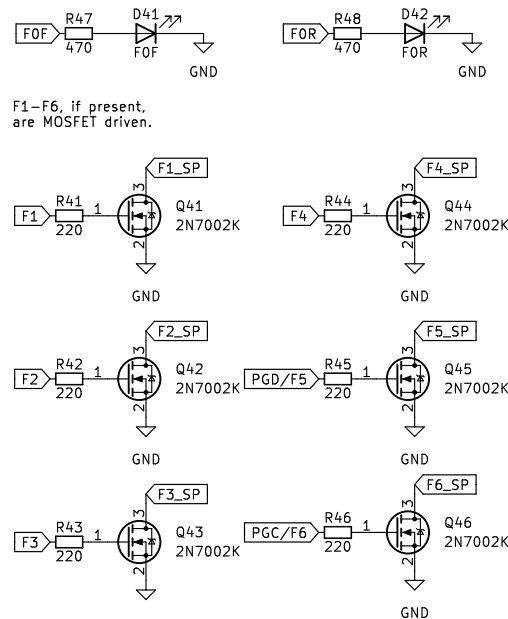 F0F R47 470 D41 F0F GND
F0R R48 470 D42 F0R GND
F1-F6, if present,
are MOSFET driven.
F1 R41 220 1 3 2 F1_SP Q41 2N7002K GND
F4 R44 220 1 3 2 F4_SP Q44 2N7002K GND
F2 R42 220 1 3 2 F2_SP Q42 2N7002K GND
PGD/F5 R45 220 1 3 2 F5_SP Q45 2N7002K GND
F3 R43 220 1 3 2 F3_SP Q43 2N7002K
PGC/F6 R46 220 1 3 2 F6_SP Q46 2N7002K GND